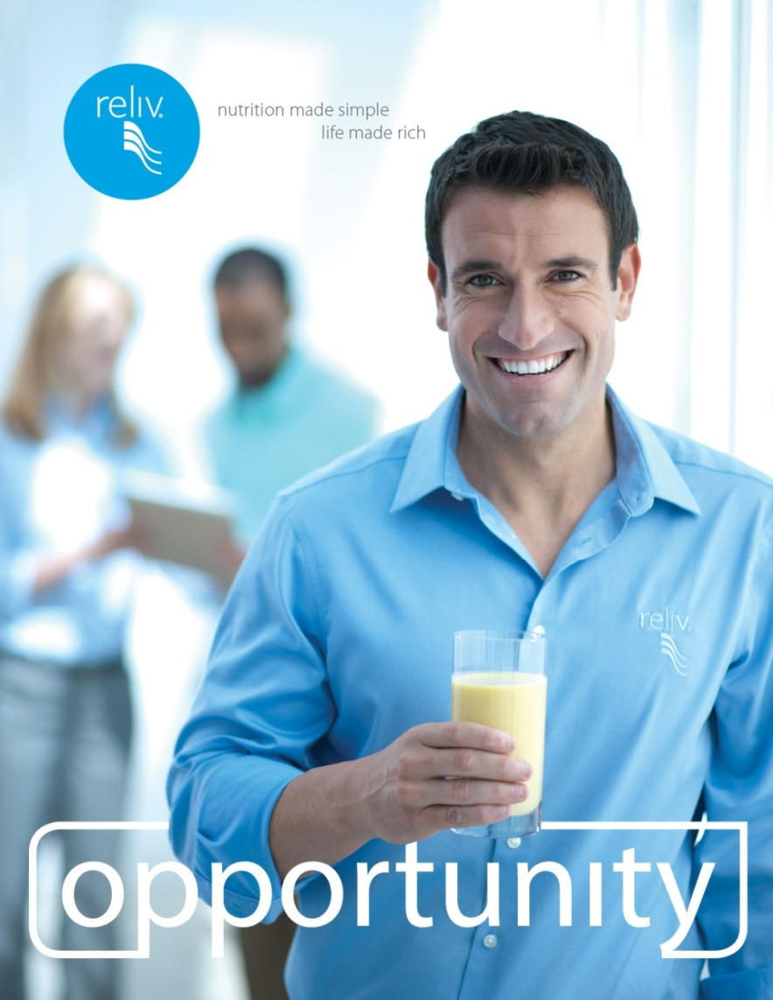 reliv.
nutrition made simple
life made rich
reliv.
opportunity